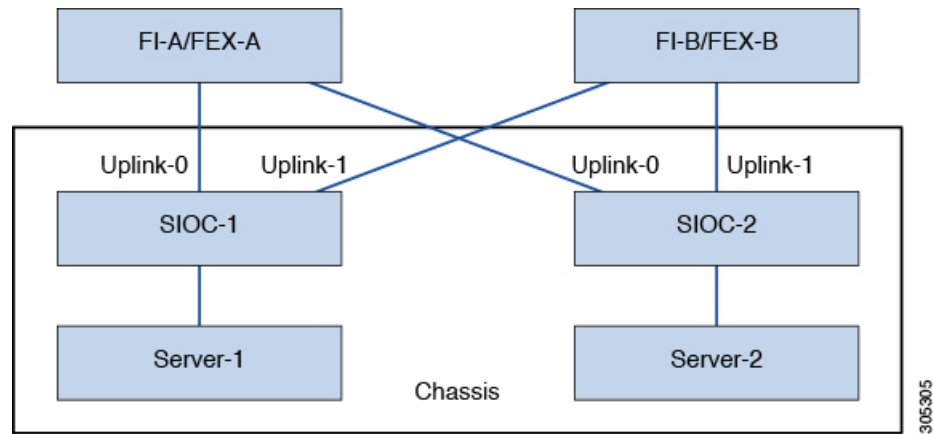 FI-A/FEX-A
FI-B/FEX-B
Uplink-0
Uplink-1
Uplink-0
Uplink-1
SIOC-1
SIOC-2
Server-1
Server-2
Chassis
305305